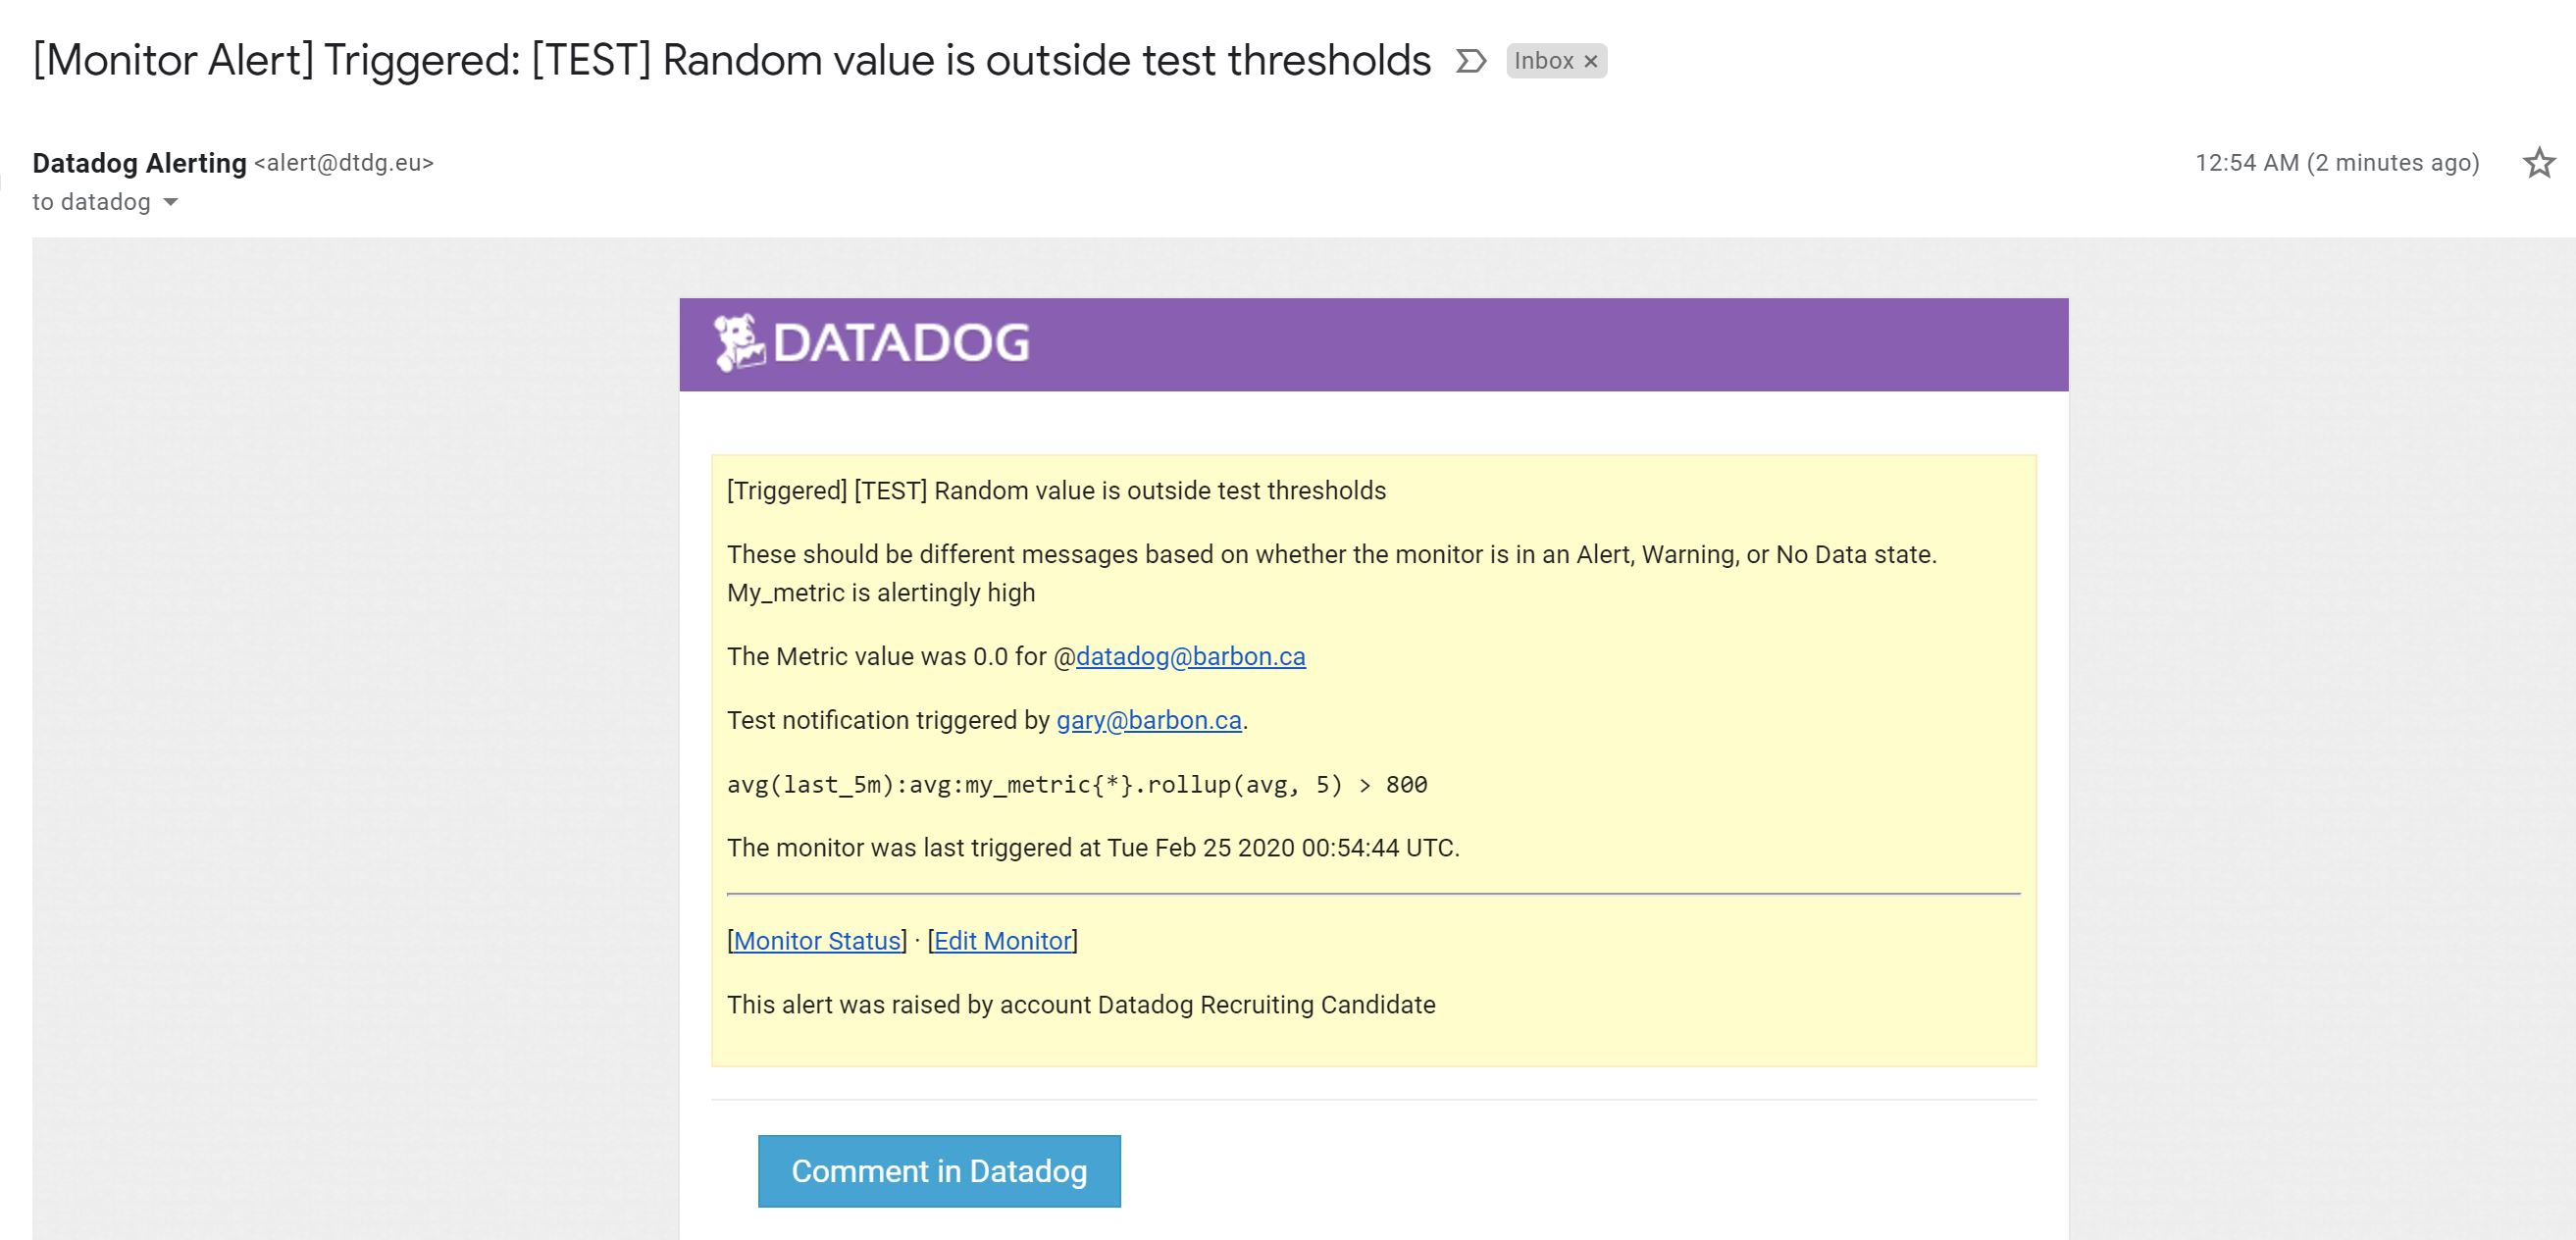 [Monitor Alert] Triggered: [TEST] Random value is outside test thresholds Inbox ×
Datadog Alerting <alert@dtdg.eu> 12:54 AM (2 minutes ago)
to datadog
DATADOG
[Triggered] [TEST] Random value is outside test thresholds
These should be different messages based on whether the monitor is in an Alert, Warning, or No Data state.
My_metric is alertingly high
The Metric value was 0.0 for @datadog@barbon.ca
Test notification triggered by gary@barbon.ca.
avg(last_5m):avg:my_metric{*}.rollup(avg, 5) > 800
The monitor was last triggered at Tue Feb 25 2020 00:54:44 UTC.
[Monitor Status] · [Edit Monitor]
This alert was raised by account Datadog Recruiting Candidate
Comment in Datadog